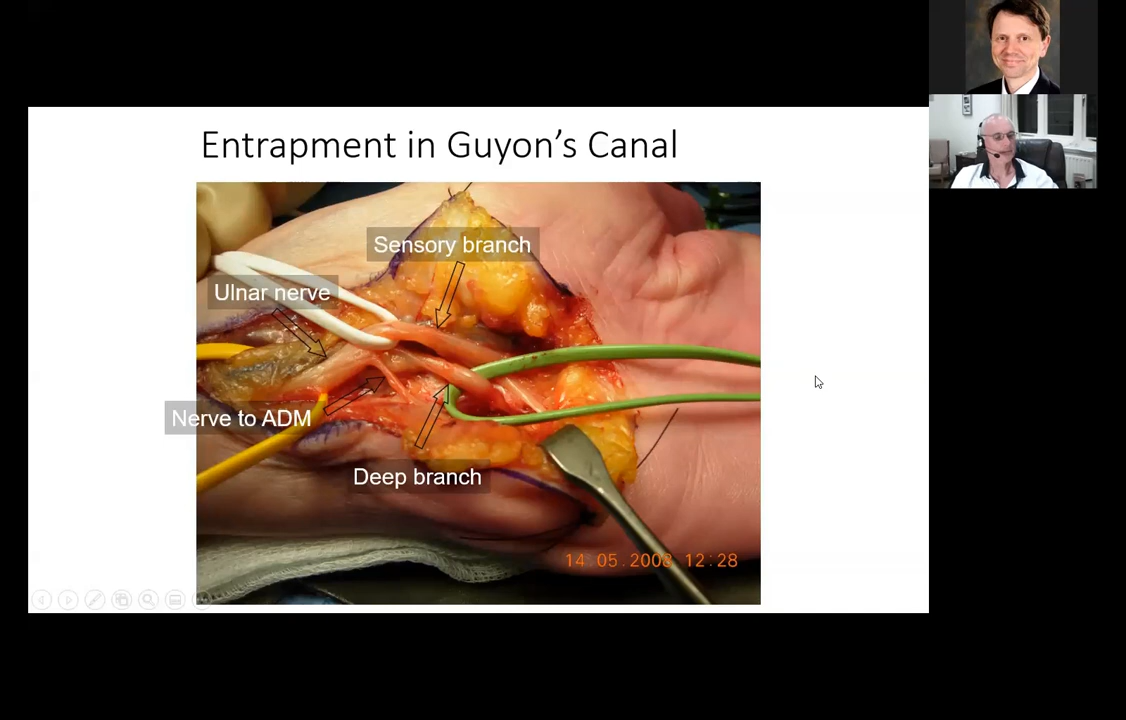 Entrapment in Guyon’s Canal
Sensory branch
Ulnar nerve
Nerve to ADM
Deep branch
14.05.2008 12:28